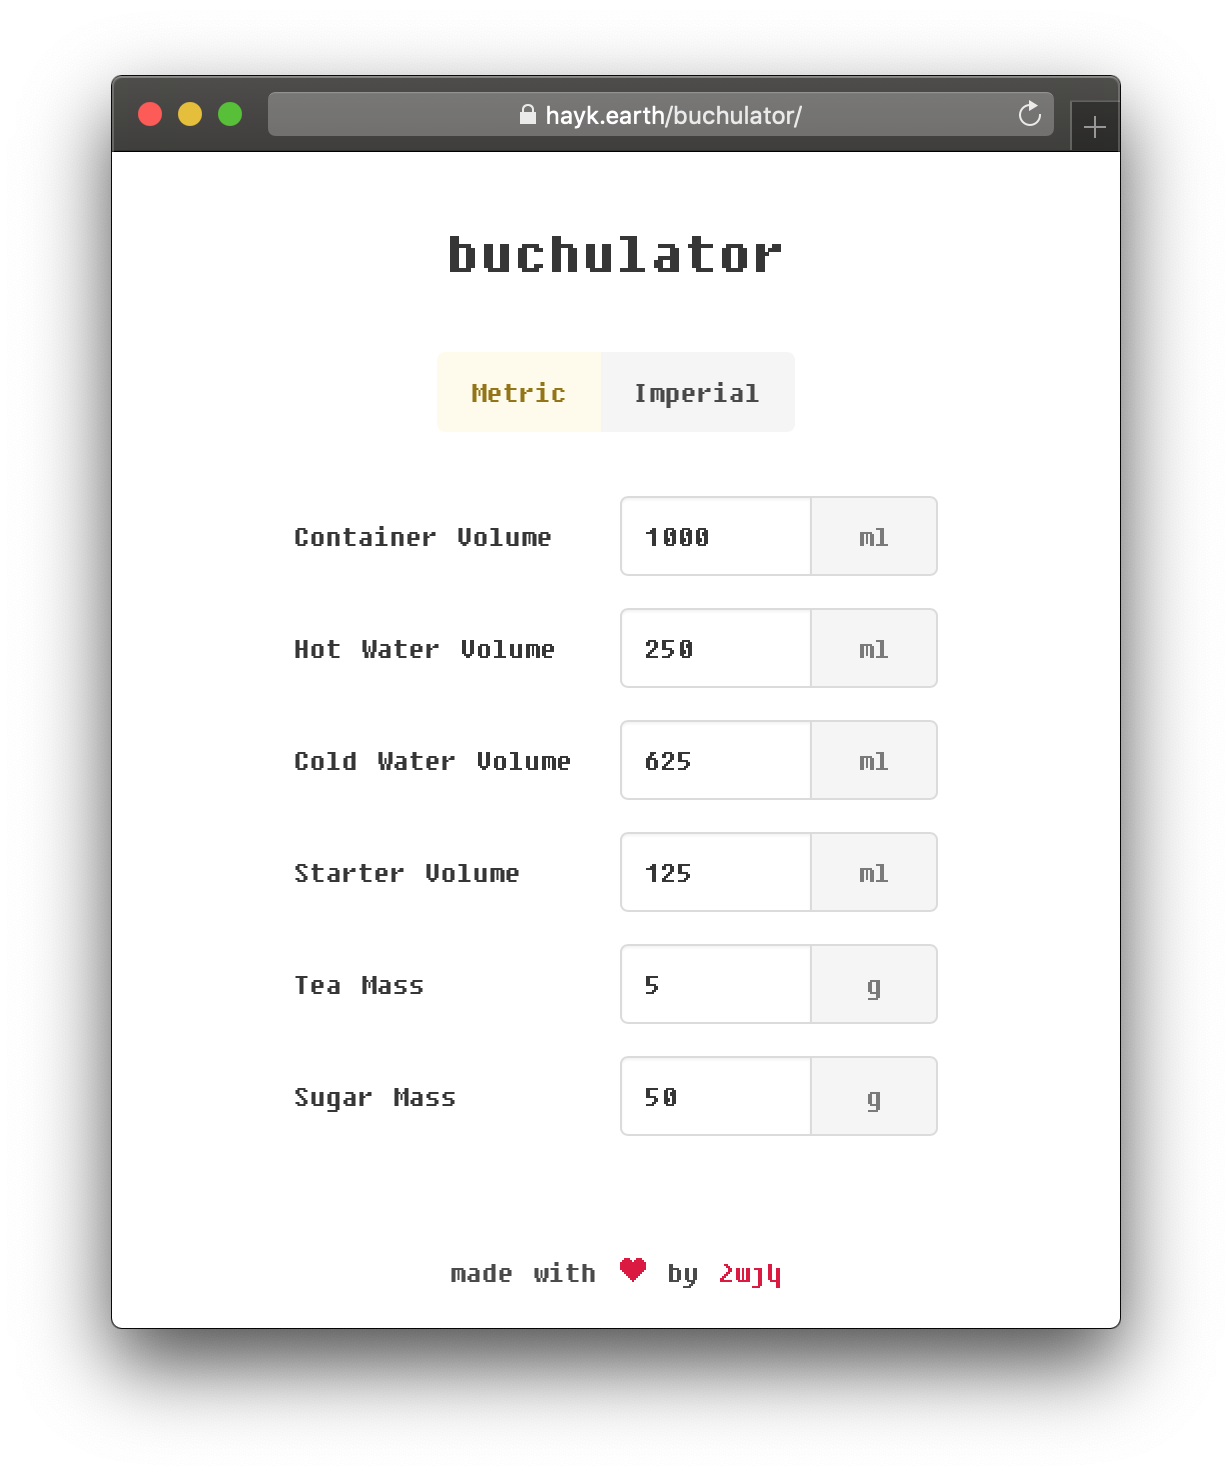 hayk.earth/buchulator/
buchulator
Metric Imperial
Container Volume 1000 ml
Hot Water Volume 250 ml
Cold Water Volume 625 ml
Starter Volume 125 ml
Tea Mass 5 g
Sugar Mass 50 g
made with ♥ by Հայկ